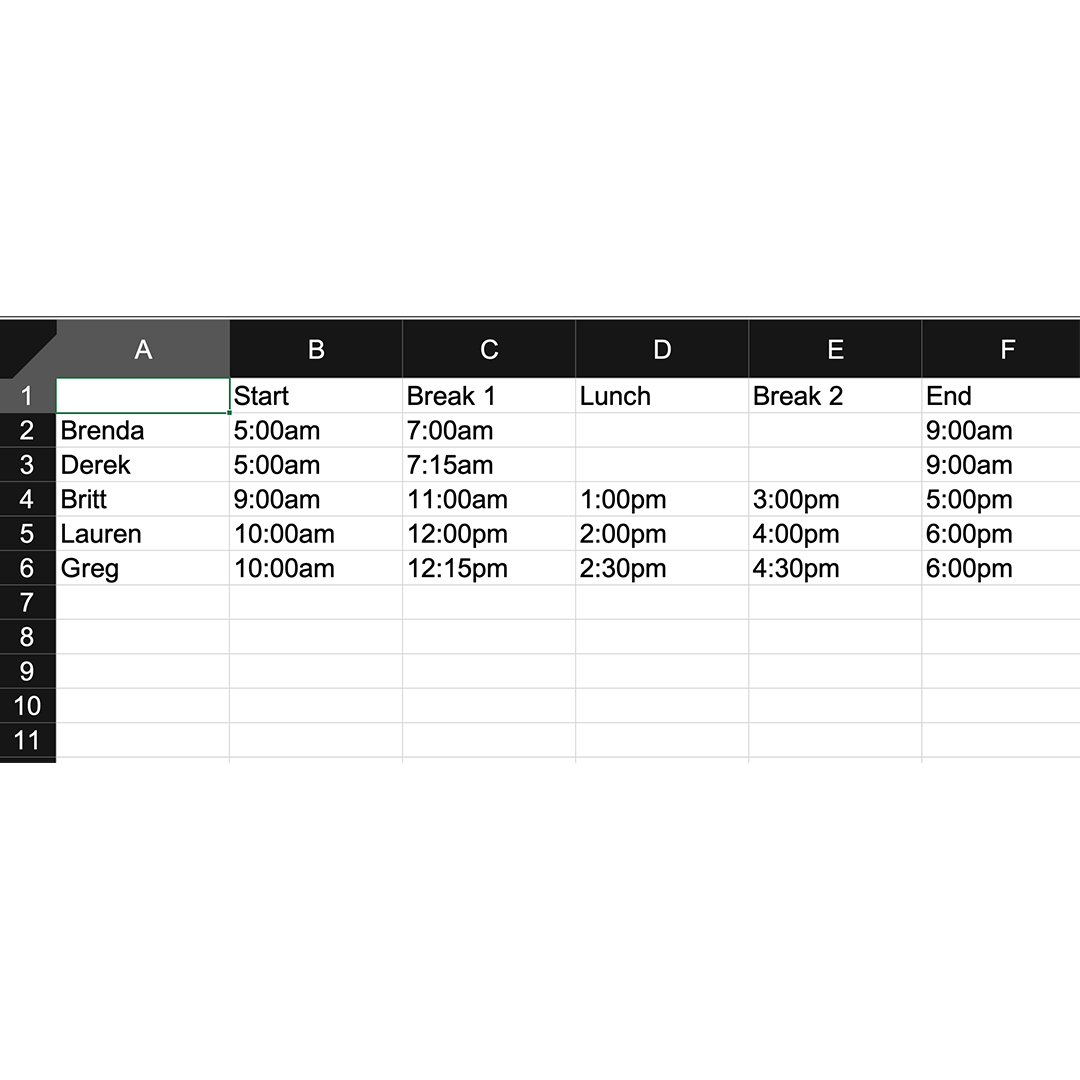 A B C D E F
1 Start Break 1 Lunch Break 2 End
2 Brenda 5:00am 7:00am 9:00am
3 Derek 5:00am 7:15am 9:00am
4 Britt 9:00am 11:00am 1:00pm 3:00pm 5:00pm
5 Lauren 10:00am 12:00pm 2:00pm 4:00pm 6:00pm
6 Greg 10:00am 12:15pm 2:30pm 4:30pm 6:00pm
7
8
9
10
11